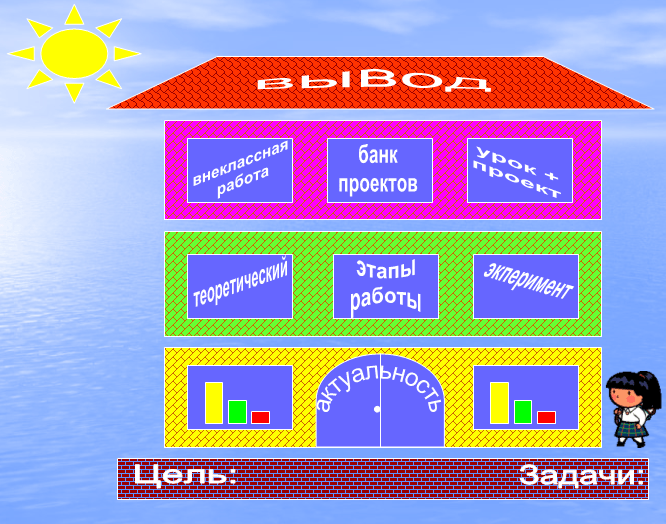 вывод
внеклассная
работа
банк
проектов
урок +
проект
теоретический
этапы
работы
экперимент
актуальность
Цель:
Задачи: